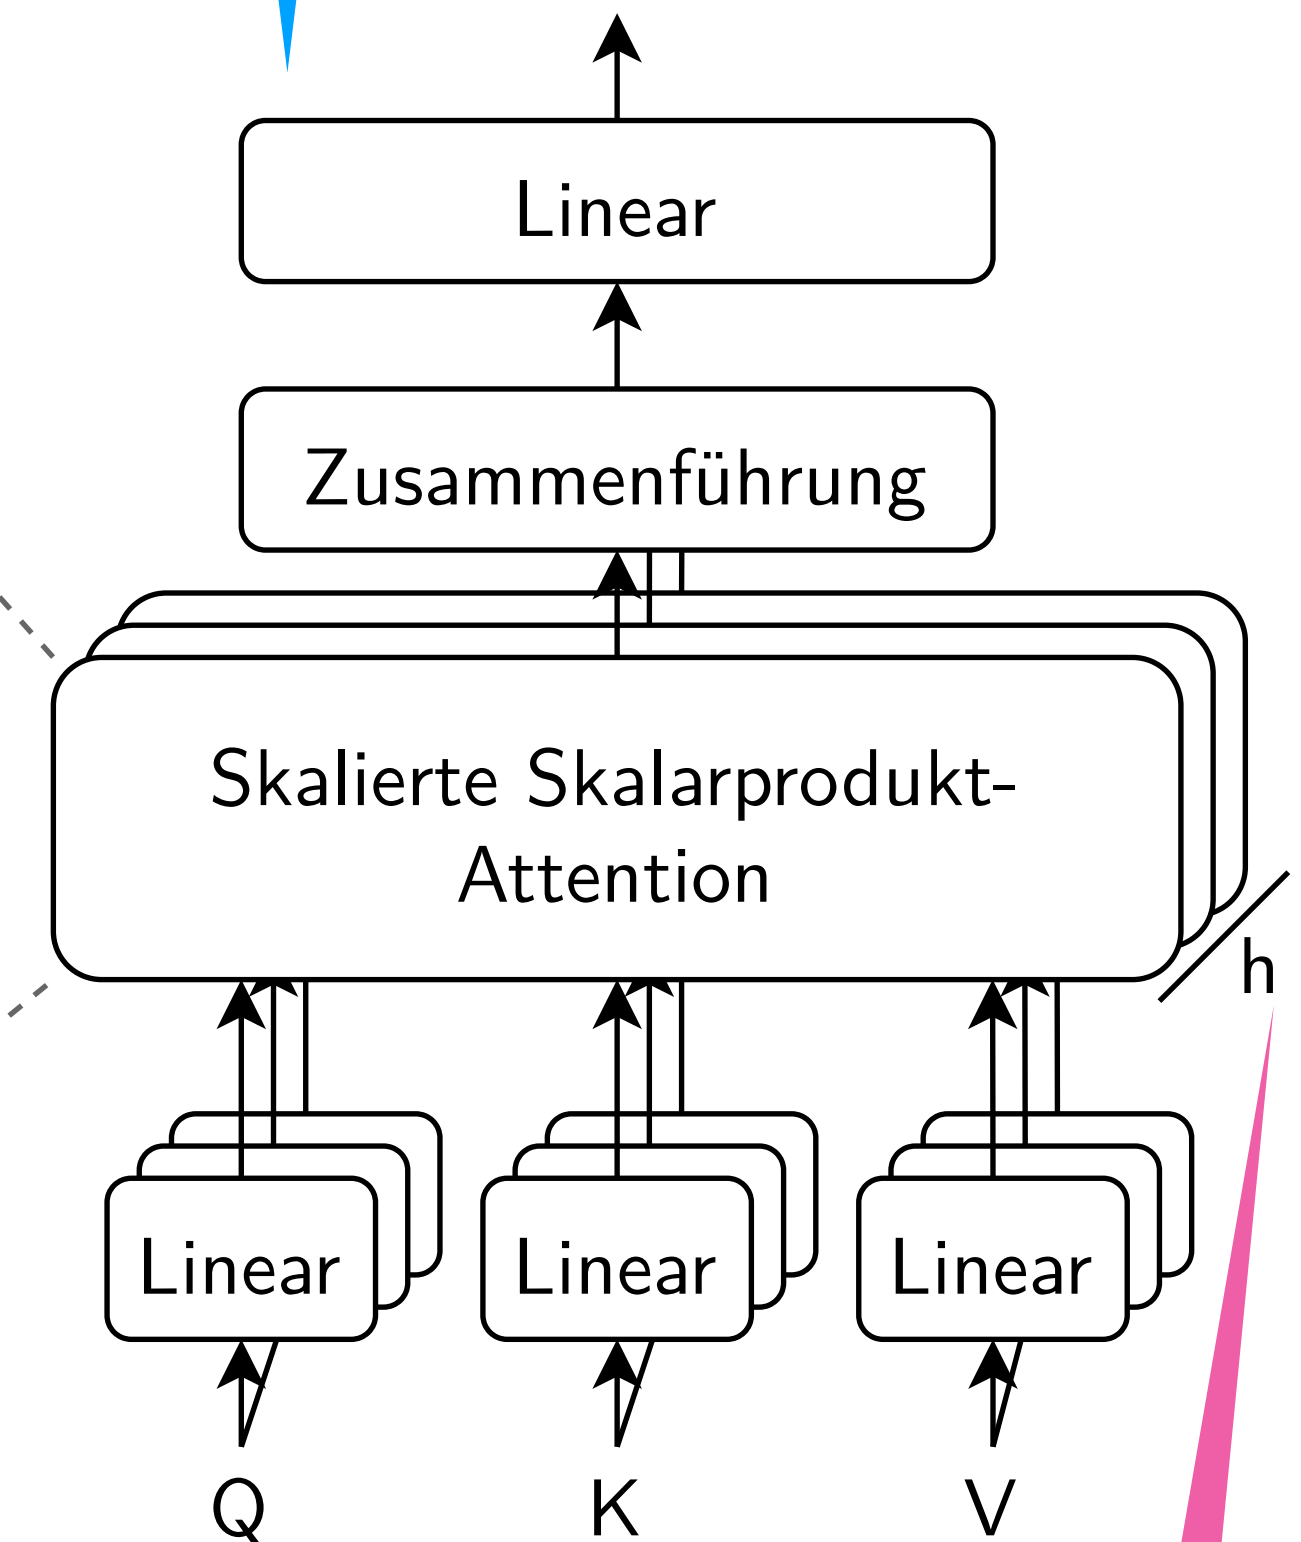 Linear
Zusammenführung
Skalierte Skalarprodukt-
Attention
h
Linear Linear Linear
Q K V